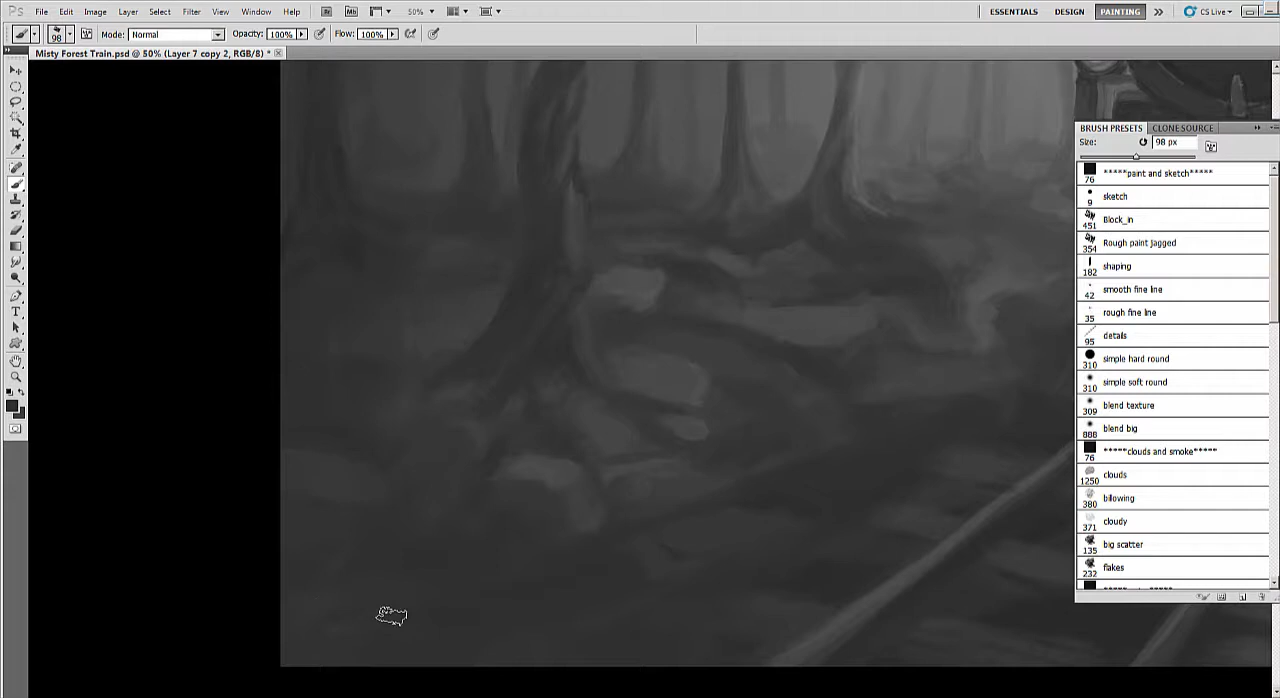 Ps File Edit Image Layer Select Filter Analysis View Window Help Br Mb 50% ESSENTIALS DESIGN PAINTING CS Live
98 Mode: Normal Opacity: 100% Flow: 100%
Misty Forest Train.psd @ 50% (Layer 7 copy 2, RGB/8) *
BRUSH PRESETS CLONE SOURCE
Size: 98 px
76 *****paint and sketch*****
9 sketch
451 Block_in
354 Rough paint jagged
182 shaping
42 smooth fine line
35 rough fine line
95 details
310 simple hard round
310 simple soft round
309 blend texture
888 blend big
76 *****clouds and smoke*****
1250 clouds
380 billowing
371 cloudy
135 big scatter
232 flakes